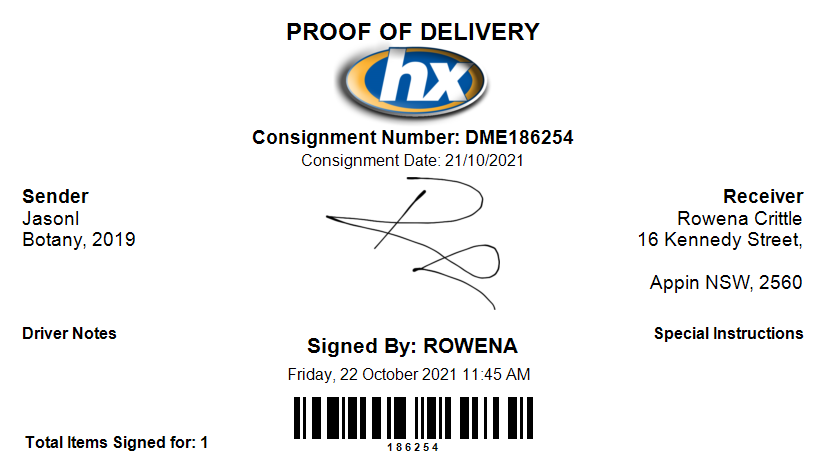 PROOF OF DELIVERY
hx
Consignment Number: DME186254
Consignment Date: 21/10/2021
Sender
JasonI
Botany, 2019
Receiver
Rowena Crittle
16 Kennedy Street,
Appin NSW, 2560
Driver Notes
Signed By: ROWENA
Friday, 22 October 2021 11:45 AM
Special Instructions
Total Items Signed for: 1
186254